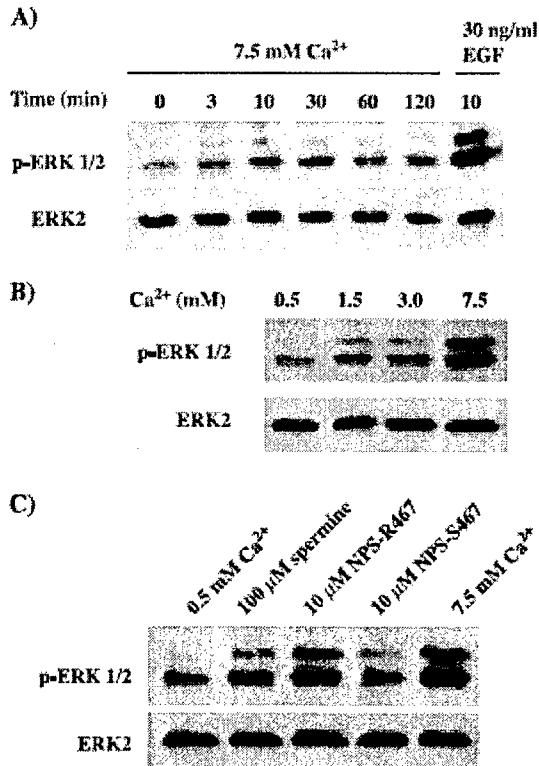 A)
7.5 mM Ca²⁺
30 ng/ml
EGF
Time (min) 0 3 10 30 60 120 10
p-ERK 1/2
ERK2
B)
Ca²⁺ (mM) 0.5 1.5 3.0 7.5
p-ERK 1/2
ERK2
C)
0.5 mM Ca²⁺
100 μM spermine
10 μM NPS-R467
10 μM NPS-S467
7.5 mM Ca²⁺
p-ERK 1/2
ERK2